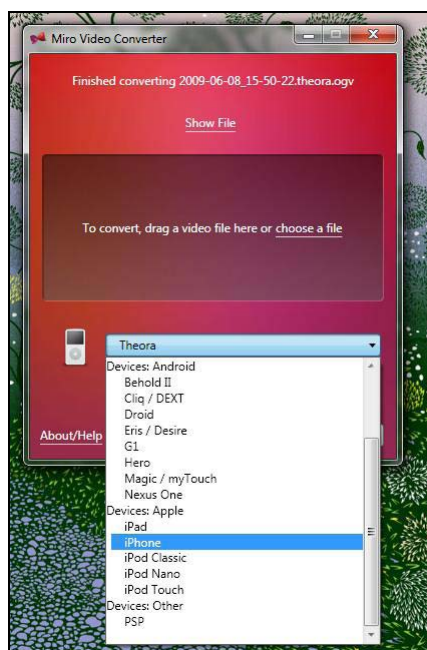 Miro Video Converter
Finished converting 2009-06-08_15-50-22.theora.ogv
Show File
To convert, drag a video file here or choose a file
Theora
Devices: Android
Behold II
Cliq / DEXT
Droid
Eris / Desire
About/Help
G1
Hero
Magic / myTouch
Nexus One
Devices: Apple
iPad
iPhone
iPod Classic
iPod Nano
iPod Touch
Devices: Other
PSP